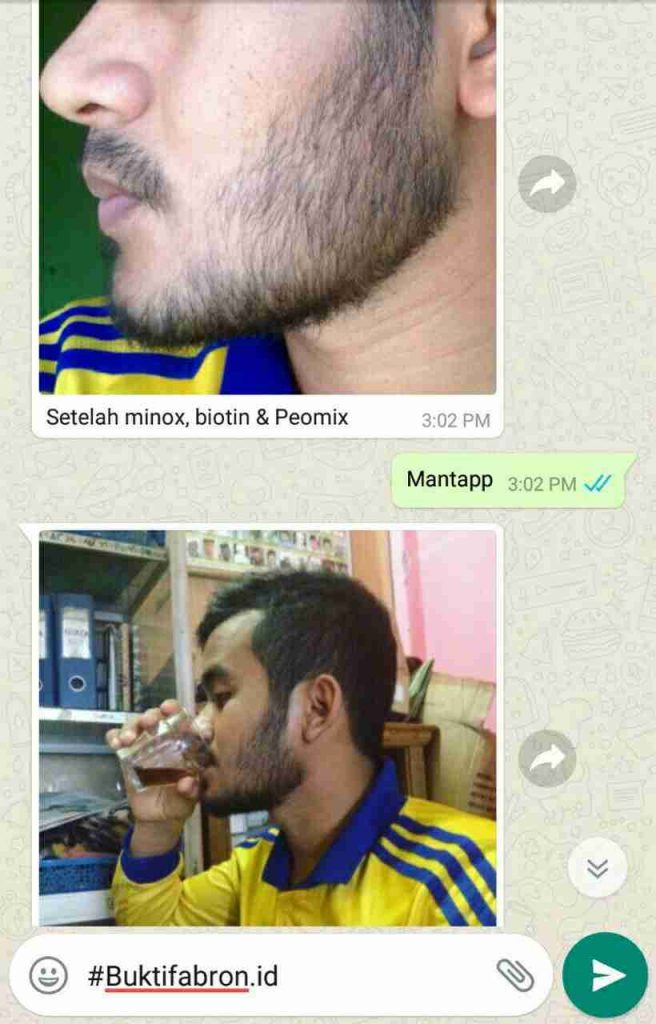 Setelah minox, biotin & Peomix
3:02 PM
Mantapp
3:02 PM
#Buktifabron.id